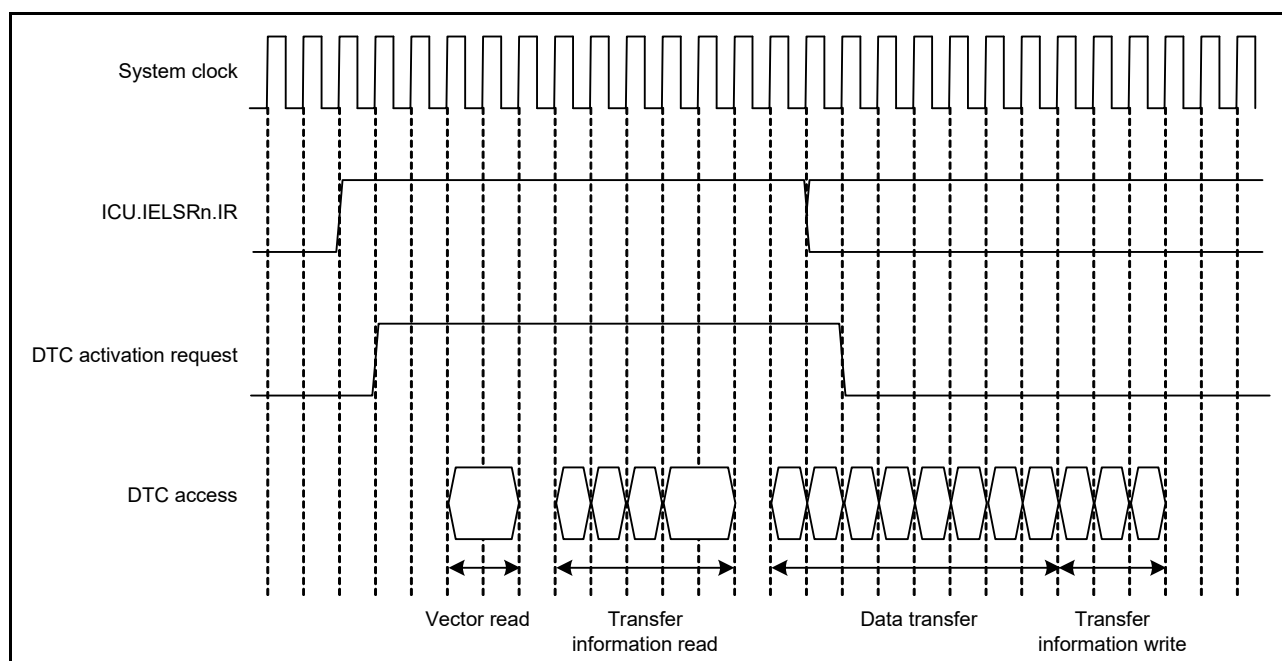 System clock
ICU.IELSRn.IR
DTC activation request
DTC access
Vector read
Transfer
information read
Data transfer
Transfer
information write